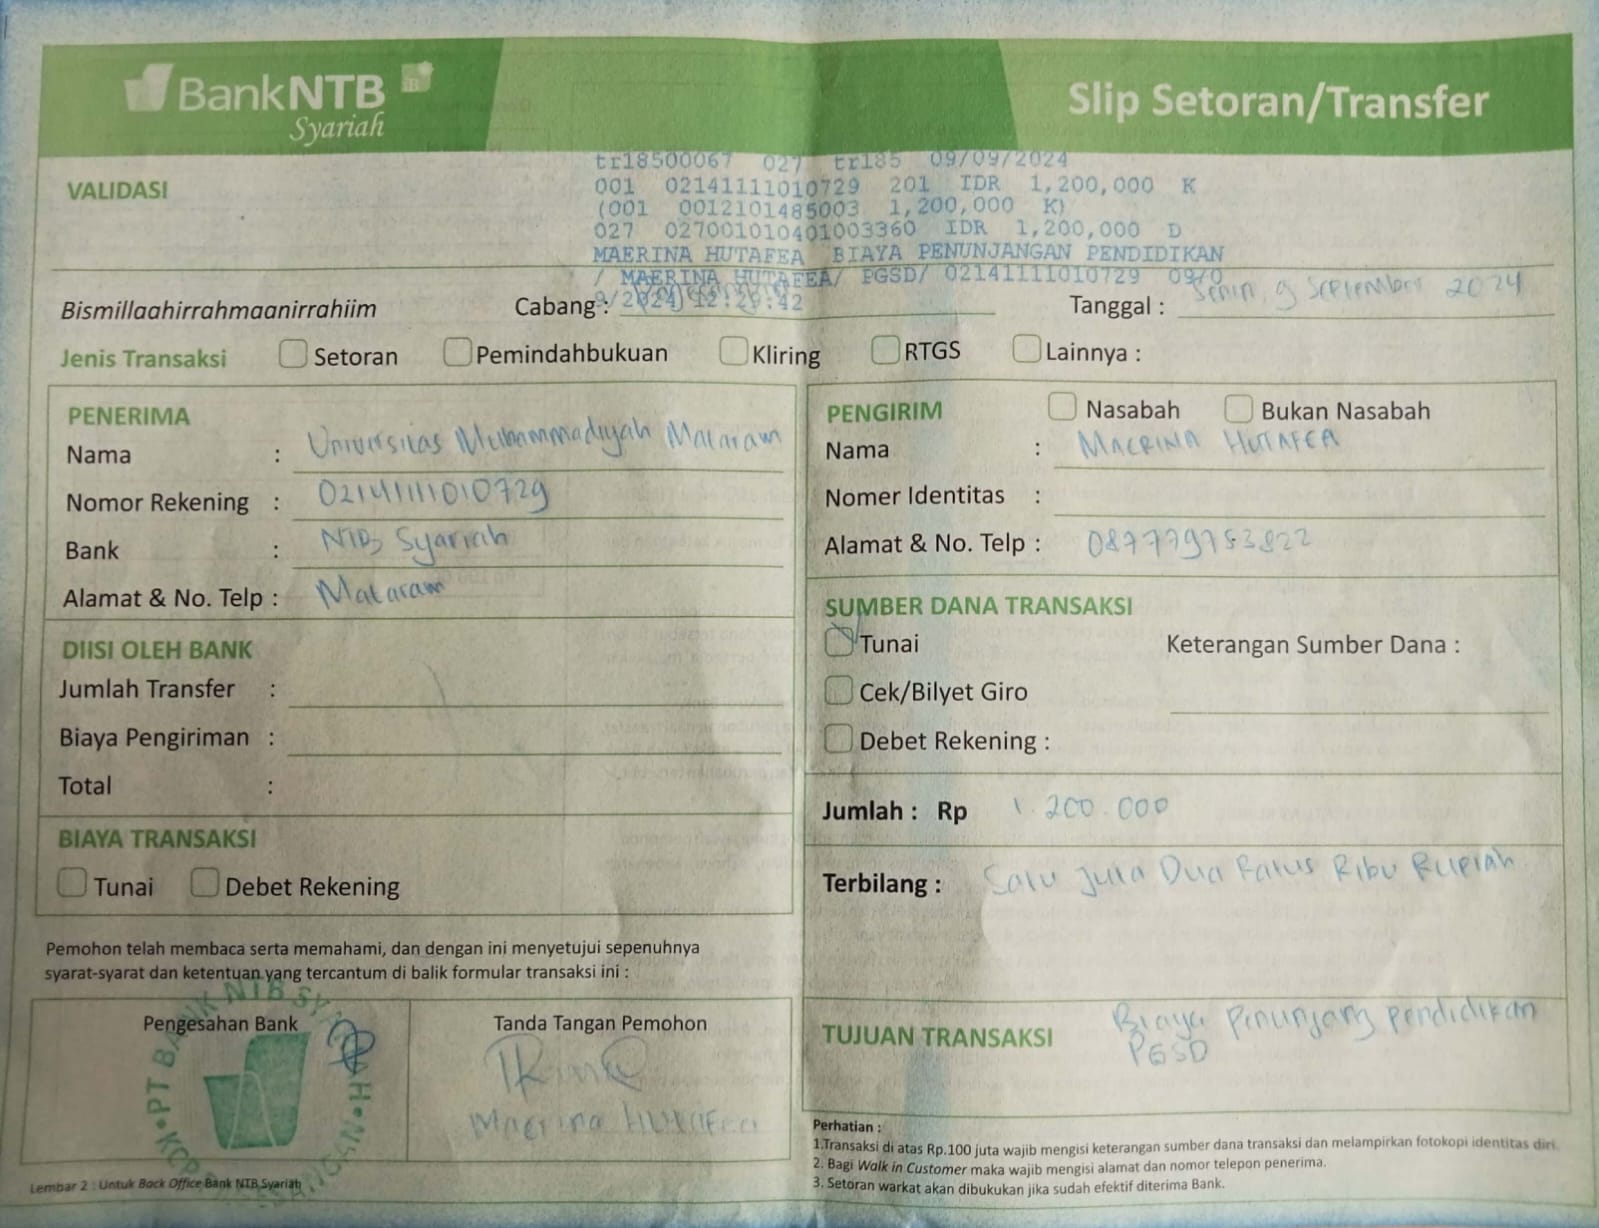 BankNTB
Syariah
Slip Setoran/Transfer
VALIDASI
tr18500067 027 tr185 09/09/2024
001 02141111010729 201 IDR 1,200,000 K
(001 0012101485003 1,200,000 K)
027 027001010401003360 IDR 1,200,000 D
MAERINA HUTAFEA BIAYA PENUNJANGAN PENDIDIKAN
/ MAERINA HUTAFEA/ PGSD/ 02141111010729 09/0
9/2024) 12:29:42
Bismillaahirrahmaanirrahiim
Cabang :
Tanggal : Senin, 9 September 2024
Jenis Transaksi Setoran Pemindahbukuan Kliring RTGS Lainnya :
PENERIMA
Nama : Universitas Muhammadiyah Mataram
Nomor Rekening : 02141111010729
Bank : NTB Syariah
Alamat & No. Telp : Mataram
DIISI OLEH BANK
Jumlah Transfer :
Biaya Pengiriman :
Total :
BIAYA TRANSAKSI
Tunai Debet Rekening
PENGIRIM Nasabah Bukan Nasabah
Nama : MAERINA HUTAFEA
Nomer Identitas :
Alamat & No. Telp : 087779753822
SUMBER DANA TRANSAKSI
Tunai Keterangan Sumber Dana :
Cek/Bilyet Giro
Debet Rekening :
Jumlah : Rp 1.200.000
Terbilang : Satu Juta Dua Ratus Ribu Rupiah
TUJUAN TRANSAKSI Biaya Penunjang pendidikan
PGSD
Pemohon telah membaca serta memahami, dan dengan ini menyetujui sepenuhnya
syarat-syarat dan ketentuan yang tercantum di balik formular transaksi ini :
Pengesahan Bank
PT BANK NTB SYARIAH
Tanda Tangan Pemohon
Maerina Hutafea
Lembar 2 : Untuk Back Office Bank NTB Syariah
Perhatian :
1.Transaksi di atas Rp.100 juta wajib mengisi keterangan sumber dana transaksi dan melampirkan fotokopi identitas diri.
2. Bagi Walk in Customer maka wajib mengisi alamat dan nomor telepon penerima.
3. Setoran warkat akan dibukukan jika sudah efektif diterima Bank.